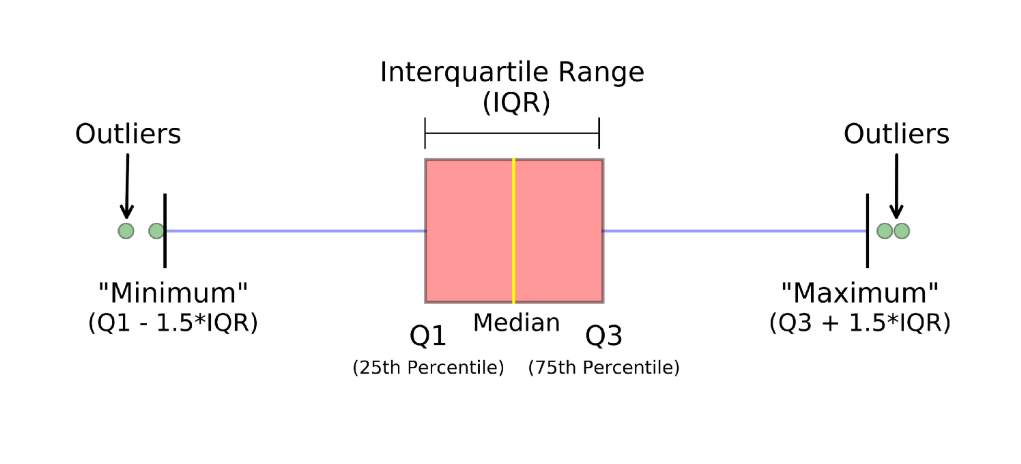 Interquartile Range
(IQR)
Outliers
Outliers
"Minimum"
(Q1 - 1.5*IQR)
"Maximum"
(Q3 + 1.5*IQR)
Q1
Median
Q3
(25th Percentile)
(75th Percentile)